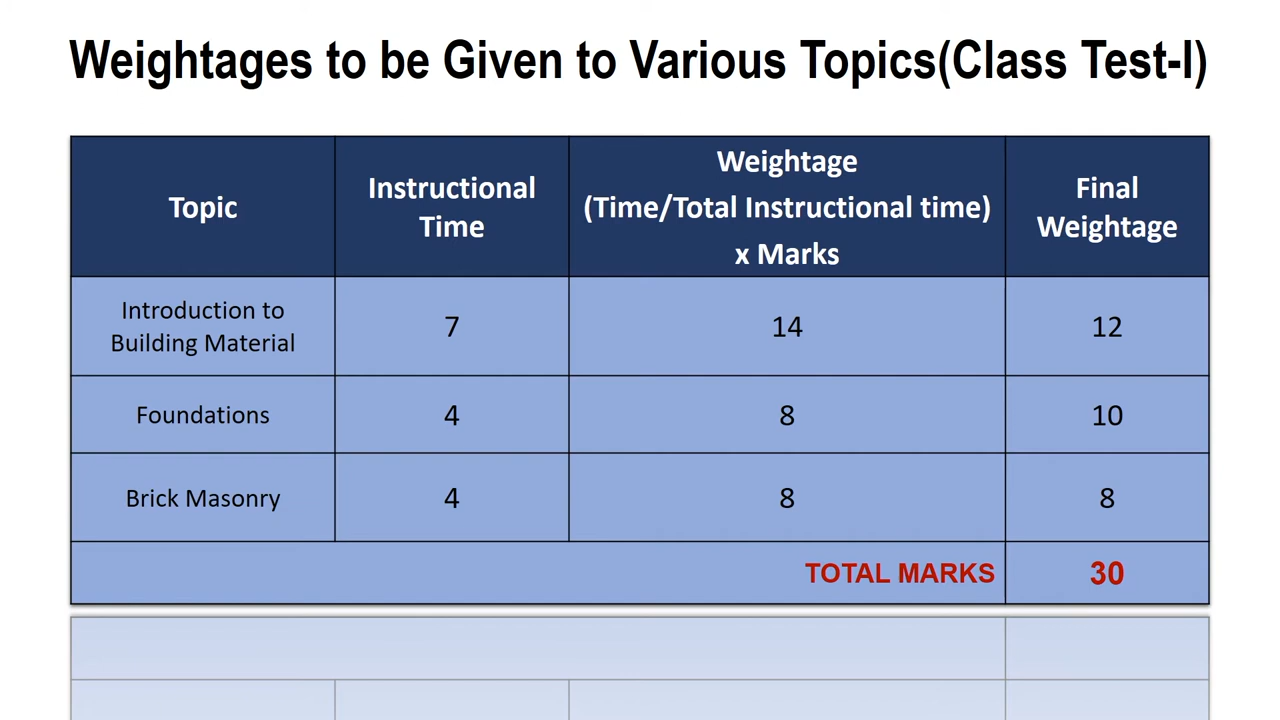 Weightages to be Given to Various Topics(Class Test-I)
Topic
Instructional
Time
Weightage
(Time/Total Instructional time)
x Marks
Final
Weightage
Introduction to
Building Material
7
14
12
Foundations
4
8
10
Brick Masonry
4
8
8
TOTAL MARKS
30